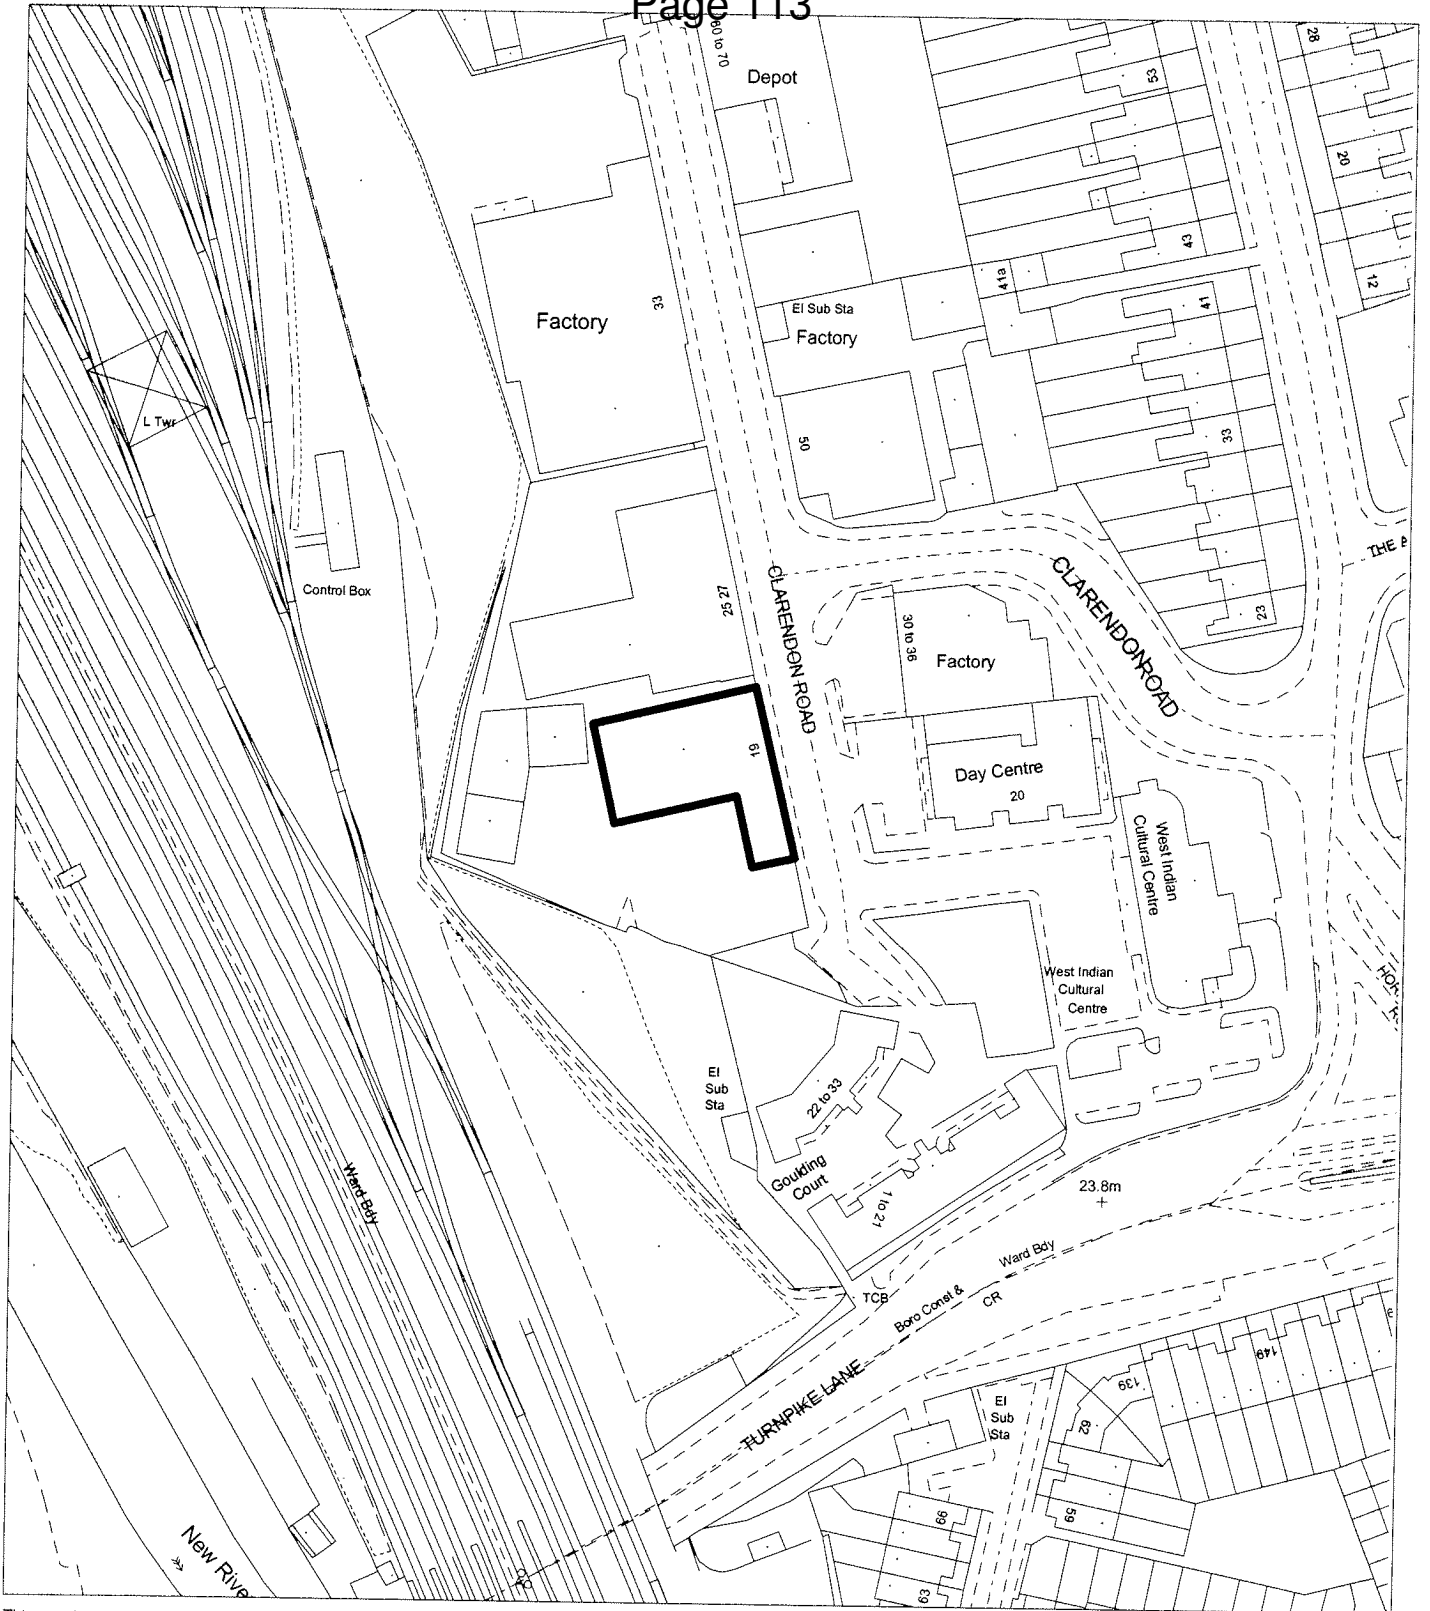 Page 113
60 to 70
Depot
53
28
20
43
12
41a
41
33
El Sub Sta
Factory
Factory
33
L Twr
50
Control Box
THE
CLARENDON ROAD
CLARENDON ROAD
25 27
23
30 to 36
Factory
19
Day Centre
20
West Indian
Cultural Centre
West Indian
Cultural
Centre
El
Sub
Sta
22 to 33
Goulding
Court
1 to 21
23.8m
Ward Bdy
Ward Bdy
TCB
Boro Const &
CR
TURNPIKE LANE
149
139
El
Sub
Sta
62
59
99
63
New Rive